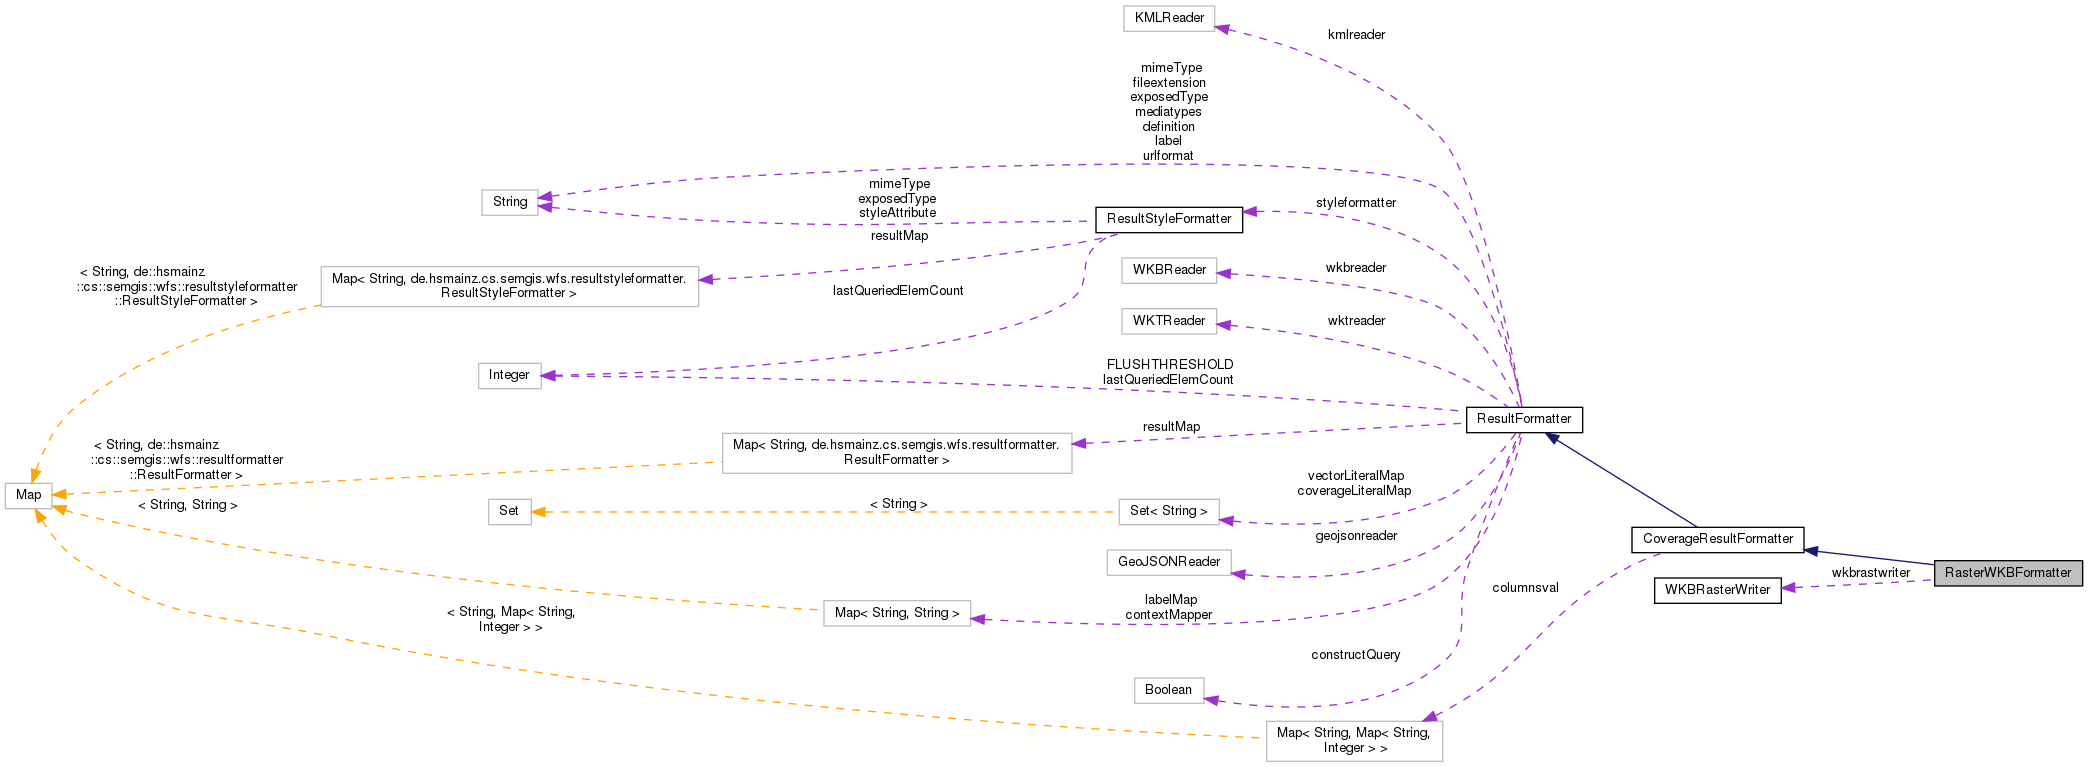 KMLReader
kmlreader
mimeType
fileextension
exposedType
mediatypes
definition
label
urlformat
String
mimeType
exposedType
styleAttribute
ResultStyleFormatter
styleformatter
resultMap
WKBReader
wkbreader
< String, de::hsmainz
::cs::semgis::wfs::resultstyleformatter
::ResultStyleFormatter >
Map< String, de.hsmainz.cs.semgis.wfs.resultstyleformatter.
ResultStyleFormatter >
lastQueriedElemCount
WKTReader
wktreader
Integer
FLUSHTHRESHOLD
lastQueriedElemCount
ResultFormatter
resultMap
Map< String, de.hsmainz.cs.semgis.wfs.resultformatter.
ResultFormatter >
< String, de::hsmainz
::cs::semgis::wfs::resultformatter
::ResultFormatter >
Map
< String, String >
Set
< String >
Set< String >
vectorLiteralMap
coverageLiteralMap
geojsonreader
GeoJSONReader
CoverageResultFormatter
RasterWKBFormatter
wkbrastwriter
WKBRasterWriter
columnsval
labelMap
contextMapper
Map< String, String >
< String, Map< String,
Integer > >
constructQuery
Boolean
Map< String, Map< String,
Integer > >